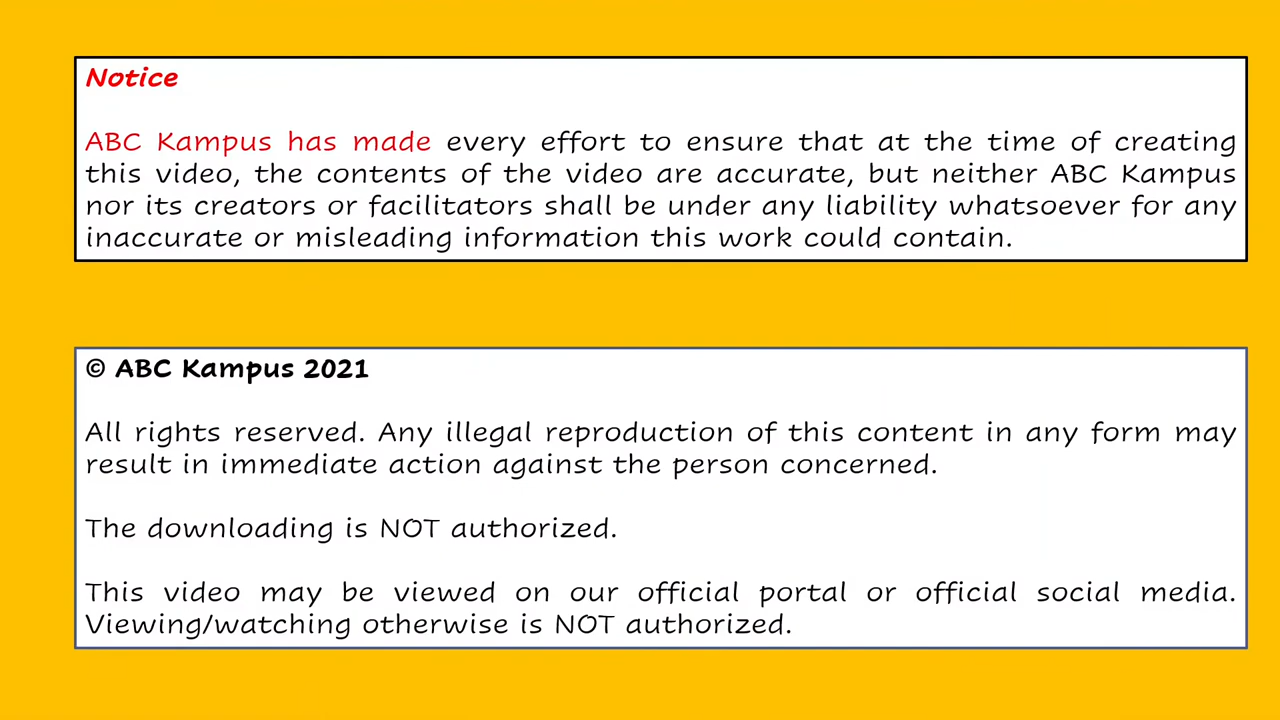 Notice
ABC Kampus has made every effort to ensure that at the time of creating
this video, the contents of the video are accurate, but neither ABC Kampus
nor its creators or facilitators shall be under any liability whatsoever for any
inaccurate or misleading information this work could contain.
© ABC Kampus 2021
All rights reserved. Any illegal reproduction of this content in any form may
result in immediate action against the person concerned.
The downloading is NOT authorized.
This video may be viewed on our official portal or official social media.
Viewing/watching otherwise is NOT authorized.